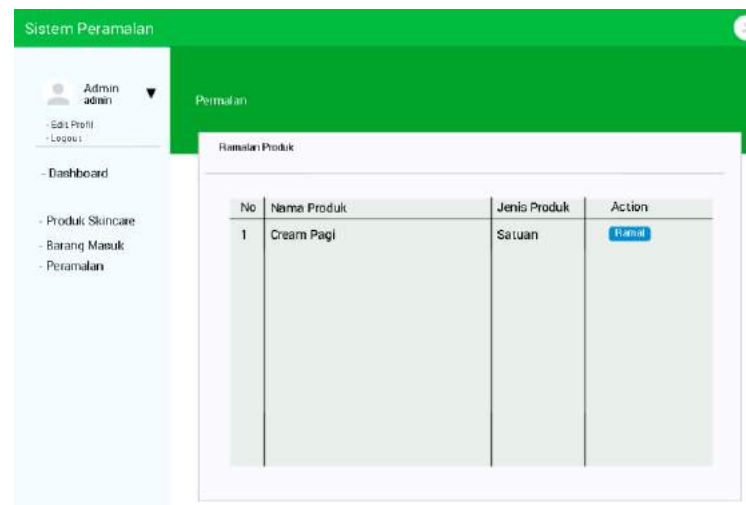 Sistem Peramalan
Admin
admin
▼
- Edit Profil
- Logout
- Dashboard
- Produk Skincare
- Barang Masuk
- Peramalan
Permalan
Ramalan Produk
No Nama Produk Jenis Produk Action
1 Cream Pagi Satuan Ramal